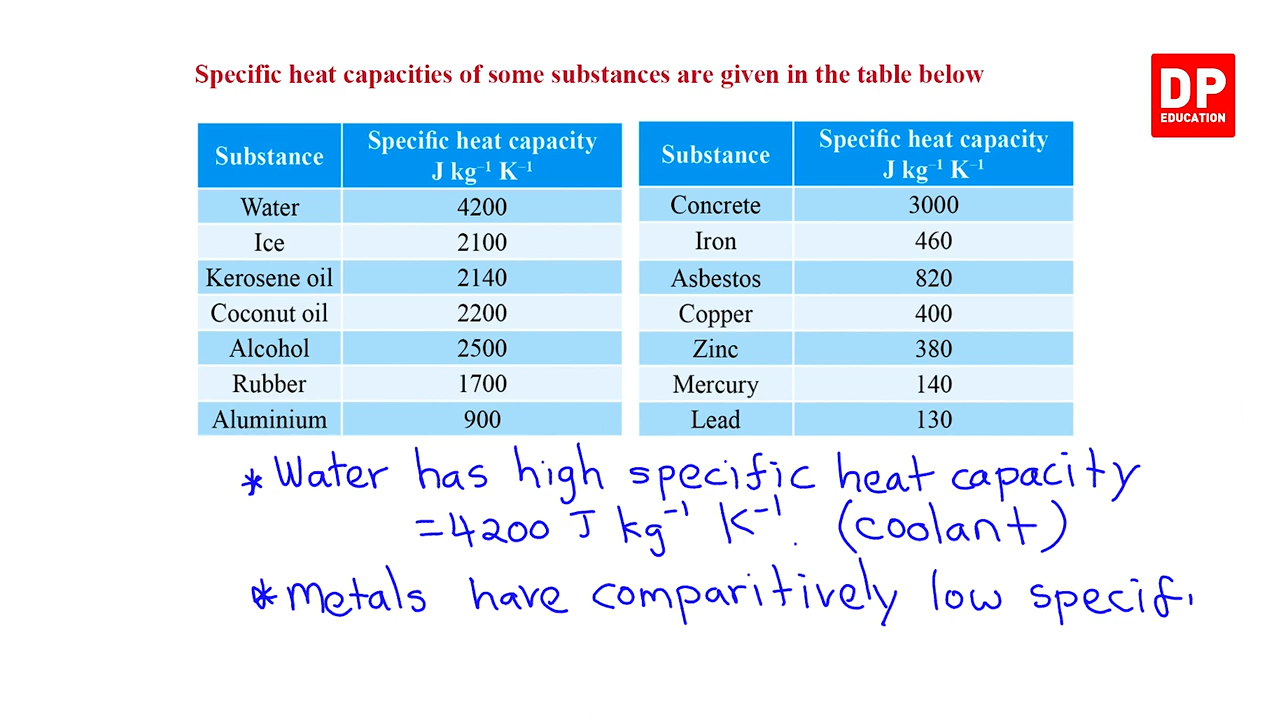 Specific heat capacities of some substances are given in the table below
DP
EDUCATION
Substance Specific heat capacity J kg⁻¹ K⁻¹
Water 4200
Ice 2100
Kerosene oil 2140
Coconut oil 2200
Alcohol 2500
Rubber 1700
Aluminium 900
Substance Specific heat capacity J kg⁻¹ K⁻¹
Concrete 3000
Iron 460
Asbestos 820
Copper 400
Zinc 380
Mercury 140
Lead 130
* Water has high specific heat capacity
= 4200 J kg⁻¹ K⁻¹. (coolant)
* Metals have comparitively low specif